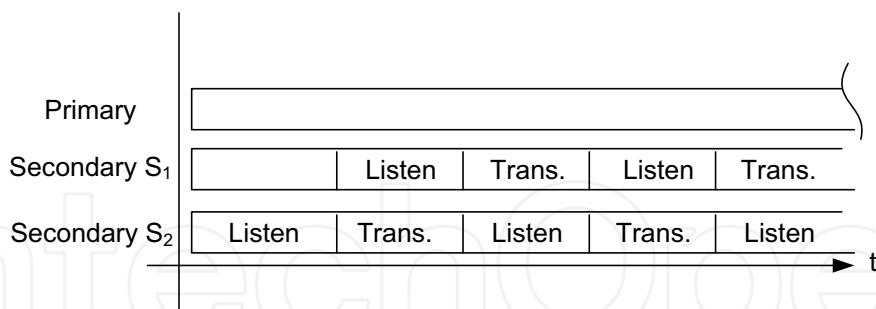 Primary
Secondary S₁ Listen Trans. Listen Trans.
Secondary S₂ Listen Trans. Listen Trans. Listen
t